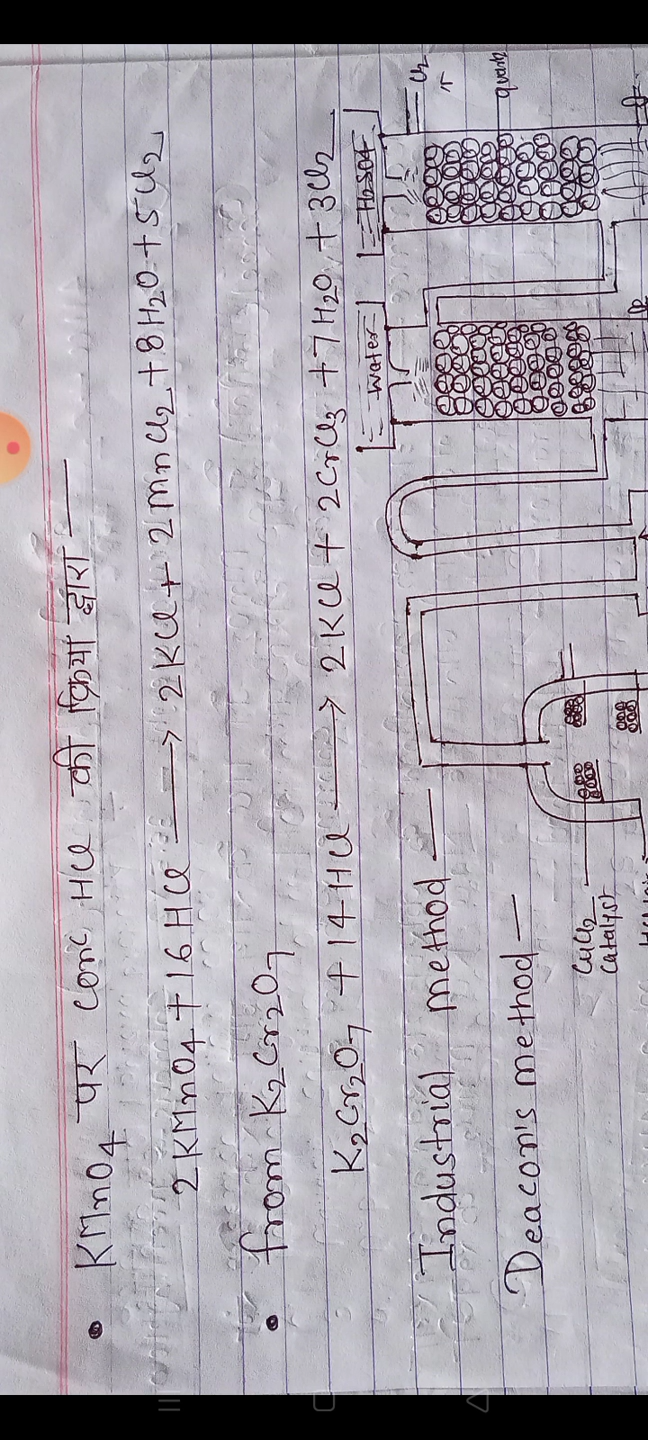 • KMnO4 पर conc HCl की क्रिया द्वारा —
2KMnO4 + 16HCl ⟶ 2KCl + 2MnCl2 + 8H2O + 5Cl2
• from K2Cr2O7
K2Cr2O7 + 14HCl ⟶ 2KCl + 2CrCl3 + 7H2O + 3Cl2
Industrial method —
Deacon's method —
Water
H2SO4
Cl2
quartz
CuCl2
Catalyst